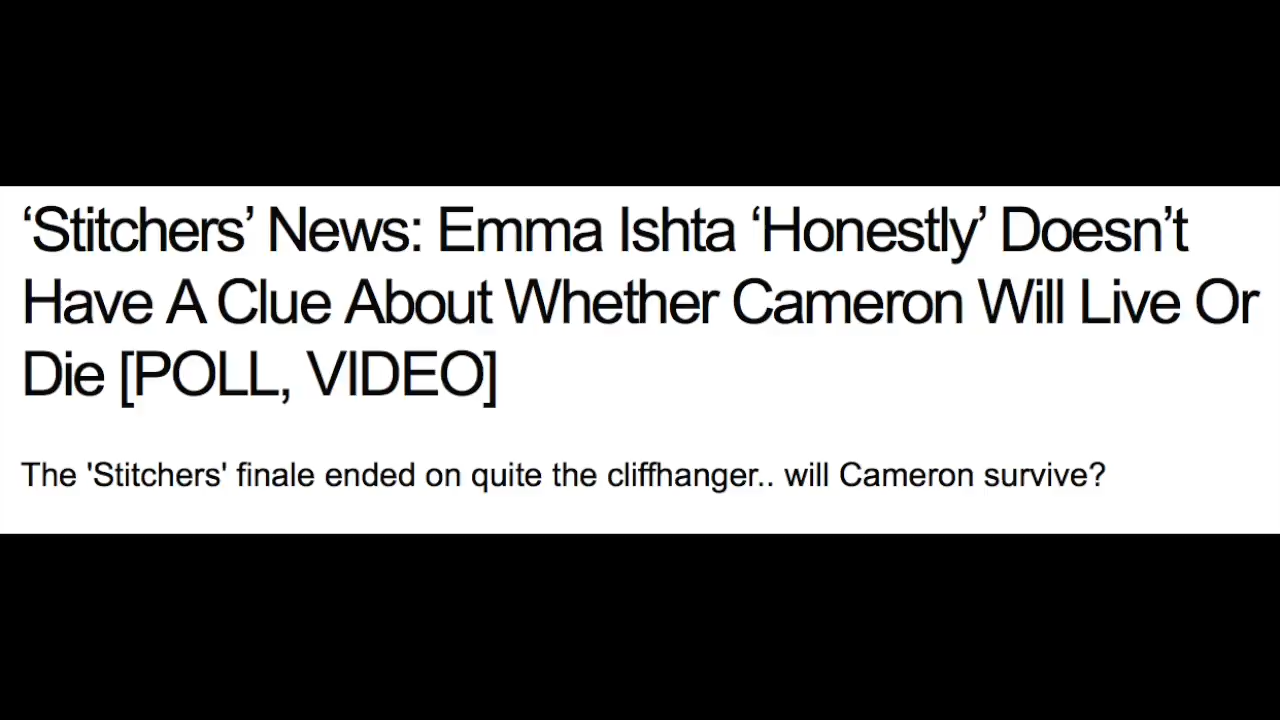 ‘Stitchers’ News: Emma Ishta ‘Honestly’ Doesn’t
Have A Clue About Whether Cameron Will Live Or
Die [POLL, VIDEO]
The 'Stitchers' finale ended on quite the cliffhanger.. will Cameron survive?